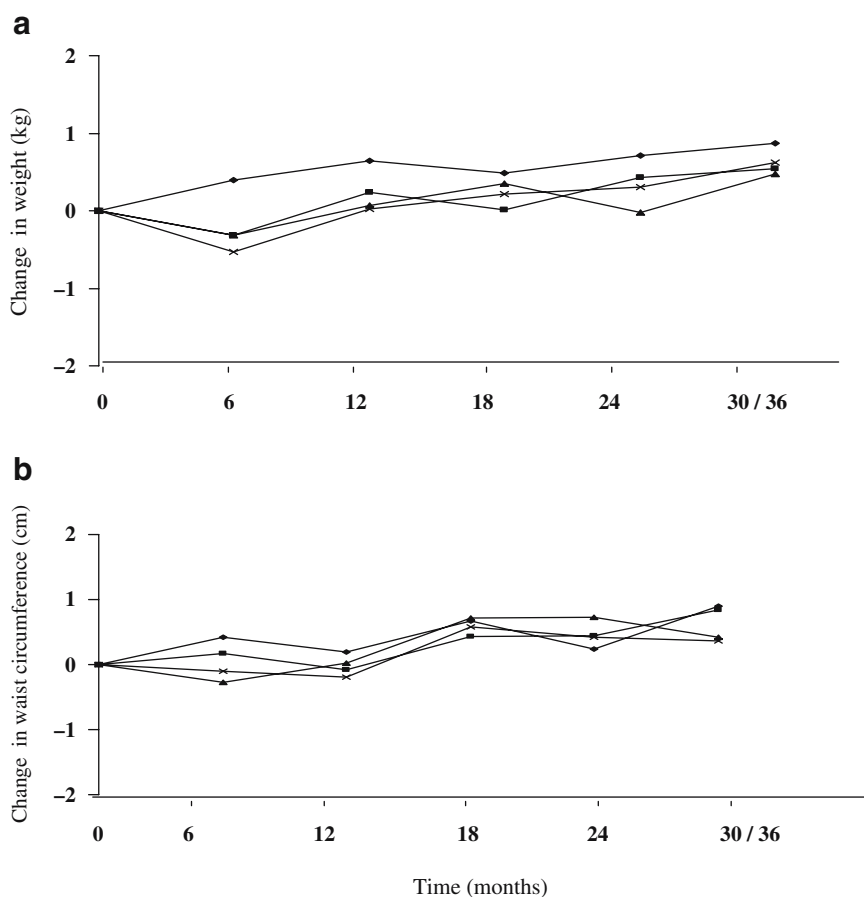 a
2
1
0
−1
−2
Change in weight (kg)
0 6 12 18 24 30 / 36
b
2
1
0
−1
−2
Change in waist circumference (cm)
0 6 12 18 24 30 / 36
Time (months)